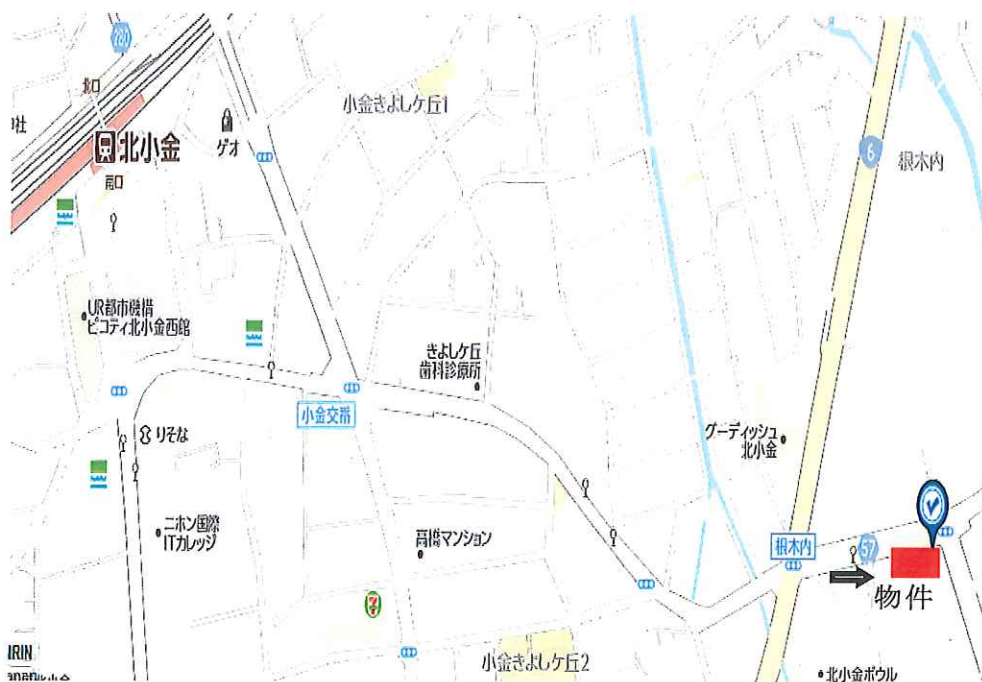 280
北口
小金きよしケ丘1
北小金
ゲオ
南口
6
根木内
UR都市機構
ピコティ北小金西館
きよしケ丘
歯科診療所
小金交番
りそな
グーディッシュ
北小金
ニホン国際
ITカレッジ
高橋マンション
根木内
57
物件
小金きよしケ丘2
北小金ボウル